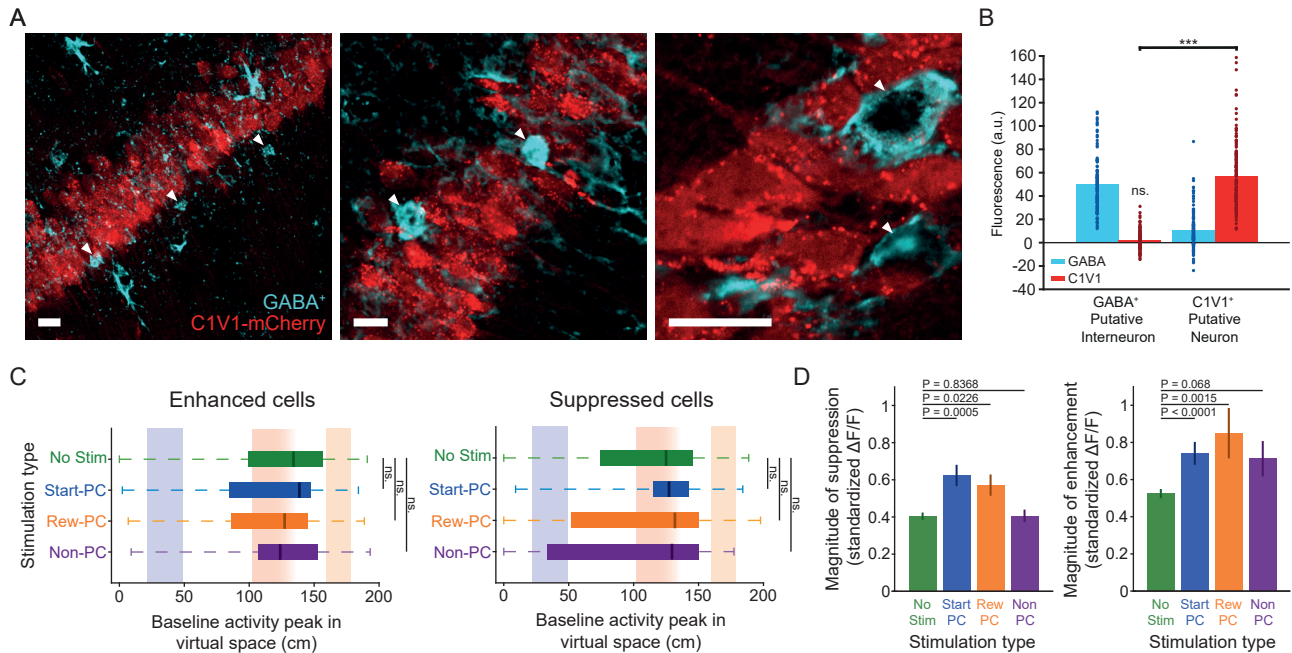 A
GABA⁺
C1V1-mCherry
B
160
140
120
100
80
60
40
20
0
-20
-40
Fluorescence (a.u.)
***
ns.
GABA
C1V1
GABA⁺
Putative
Interneuron
C1V1⁺
Putative
Neuron
C
Enhanced cells
Stimulation type
No Stim
Start-PC
Rew-PC
Non-PC
ns.
ns.
ns.
0
50
100
150
200
Baseline activity peak in
virtual space (cm)
Suppressed cells
No Stim
Start-PC
Rew-PC
Non-PC
ns.
ns.
ns.
0
50
100
150
200
Baseline activity peak in
virtual space (cm)
D
Magnitude of suppression
(standardized ΔF/F)
1
0.8
0.6
0.4
0.2
0
P = 0.8368
P = 0.0226
P = 0.0005
No
Stim
Start
PC
Rew
PC
Non
PC
Stimulation type
Magnitude of enhancement
(standardized ΔF/F)
1
0.8
0.6
0.4
0.2
0
P = 0.068
P = 0.0015
P < 0.0001
No
Stim
Start
PC
Rew
PC
Non
PC
Stimulation type